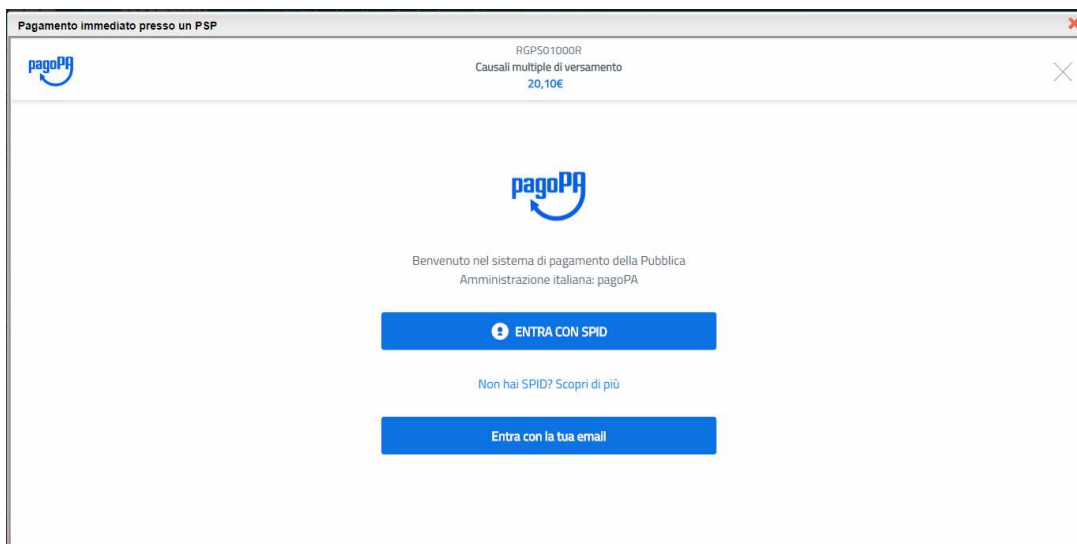 Pagamento immediato presso un PSP
pagoPA
RGPS01000R
Causali multiple di versamento
20,10€
pagoPA
Benvenuto nel sistema di pagamento della Pubblica
Amministrazione italiana: pagoPA
ENTRA CON SPID
Non hai SPID? Scopri di più
Entra con la tua email